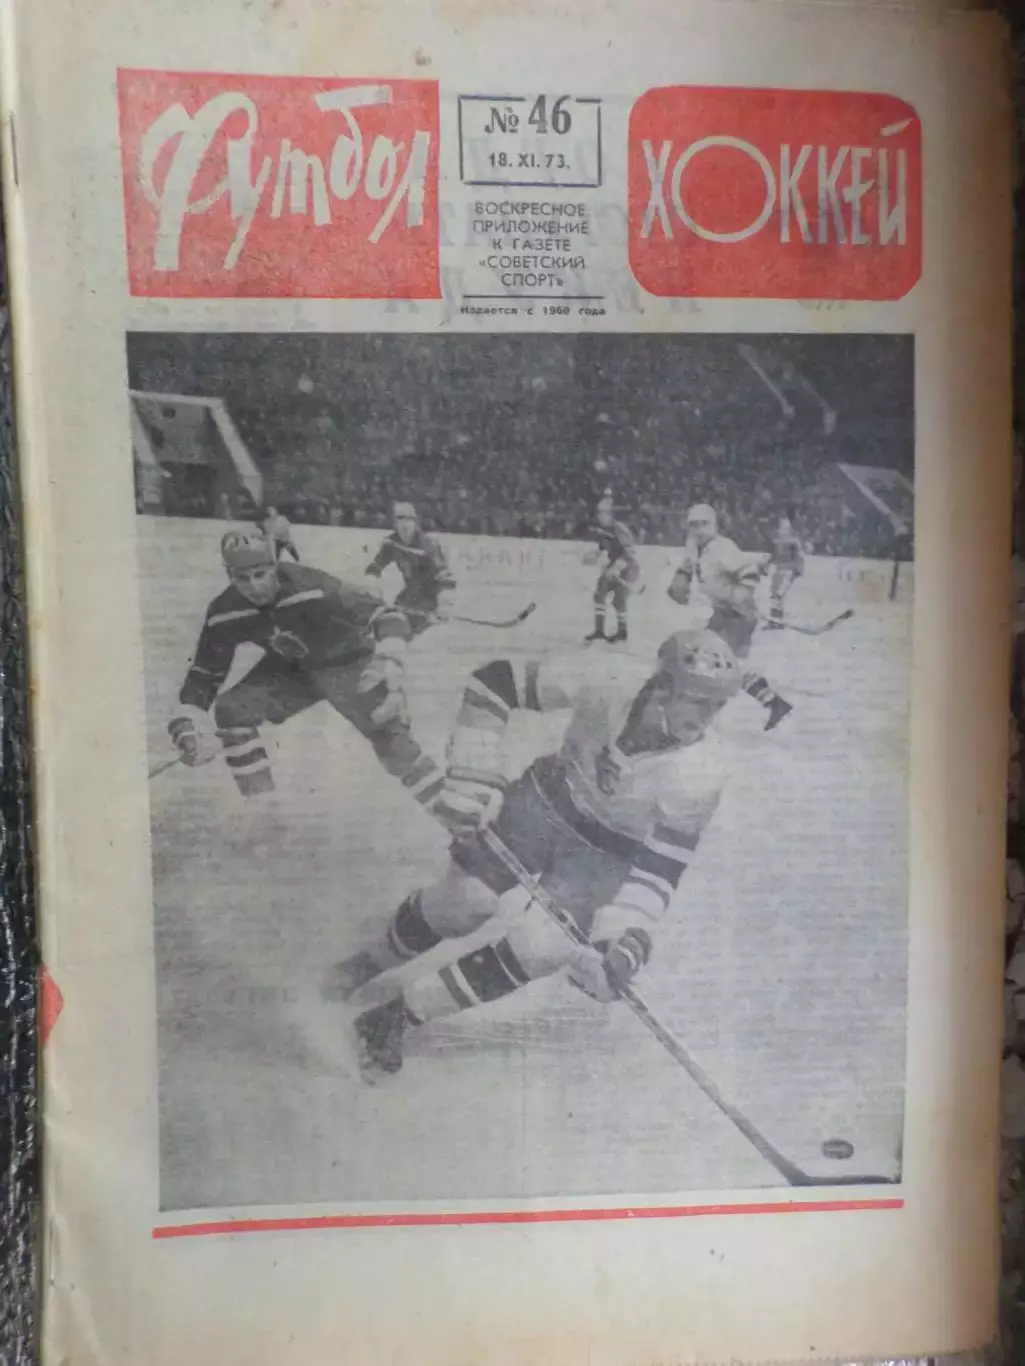 Футбол
№ 46
18. XI. 73.
ВОСКРЕСНОЕ
ПРИЛОЖЕНИЕ
К ГАЗЕТЕ
«СОВЕТСКИЙ
СПОРТ»
Издается с 1960 года
ХОККЕЙ